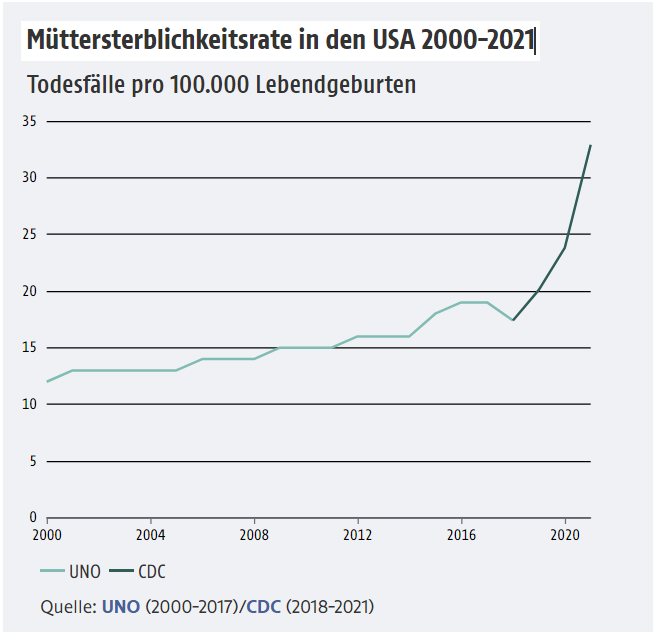 Müttersterblichkeitsrate in den USA 2000–2021
Todesfälle pro 100.000 Lebendgeburten
35
30
25
20
15
10
5
0
2000 2004 2008 2012 2016 2020
UNO CDC
Quelle: UNO (2000-2017)/CDC (2018-2021)